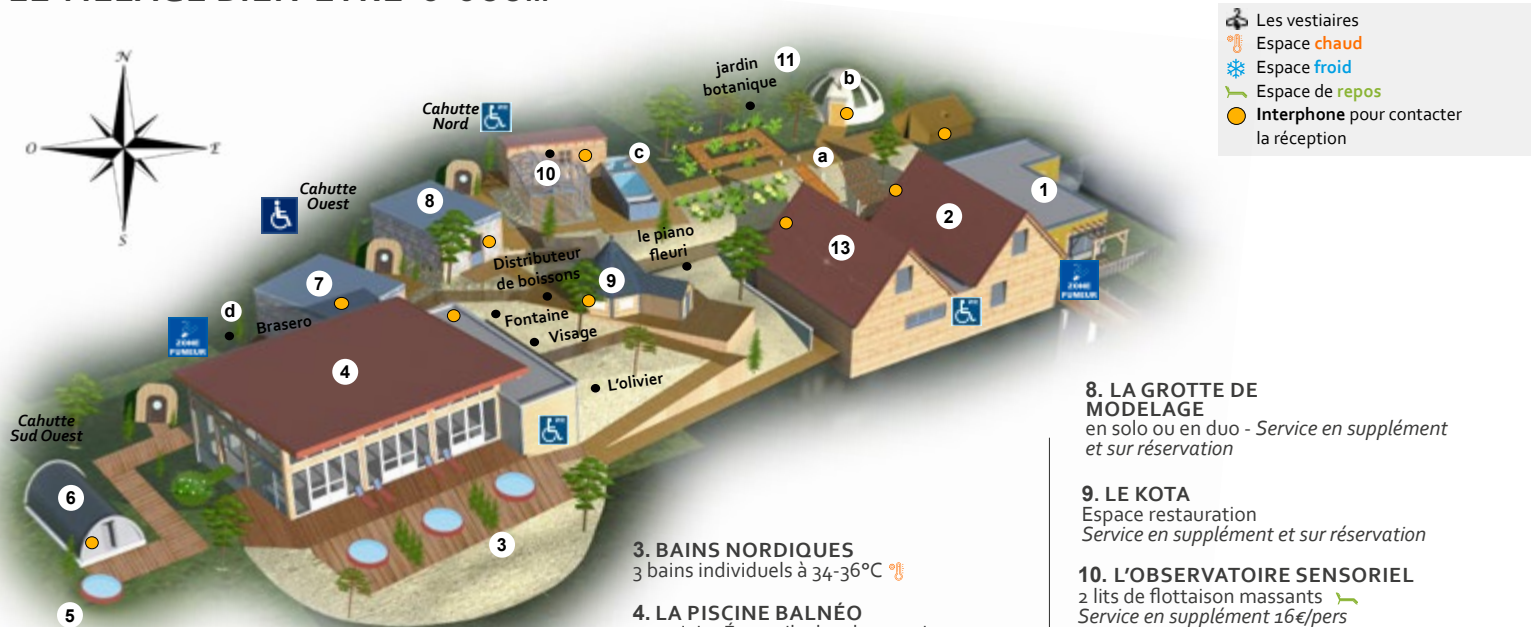 Les vestiaires
Espace chaud
Espace froid
Espace de repos
Interphone pour contacter
la réception
N
O
E
S
Cahutte
Nord
jardin
botanique
11
b
c
a
10
1
Cahutte
Ouest
8
2
le piano
fleuri
13
Distributeur
de boissons
9
7
d
Brasero
Fontaine
Visage
ZONE
FUMEUR
ZONE
FUMEUR
4
L'olivier
Cahutte
Sud Ouest
6
3
5
3. BAINS NORDIQUES
3 bains individuels à 34-36°C
4. LA PISCINE BALNÉO
8. LA GROTTE DE
MODELAGE
en solo ou en duo - Service en supplément
et sur réservation
9. LE KOTA
Espace restauration
Service en supplément et sur réservation
10. L'OBSERVATOIRE SENSORIEL
2 lits de flottaison massants
Service en supplément 16€/pers